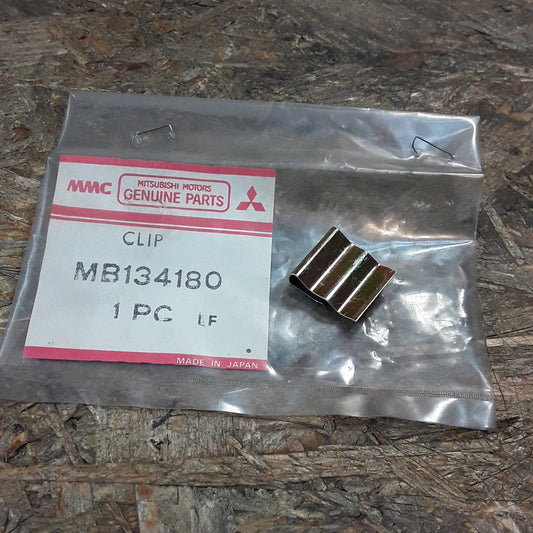 MMC MITSUBISHI MOTORS
GENUINE PARTS
CLIP
MB134180
1 PC LF
MADE IN JAPAN